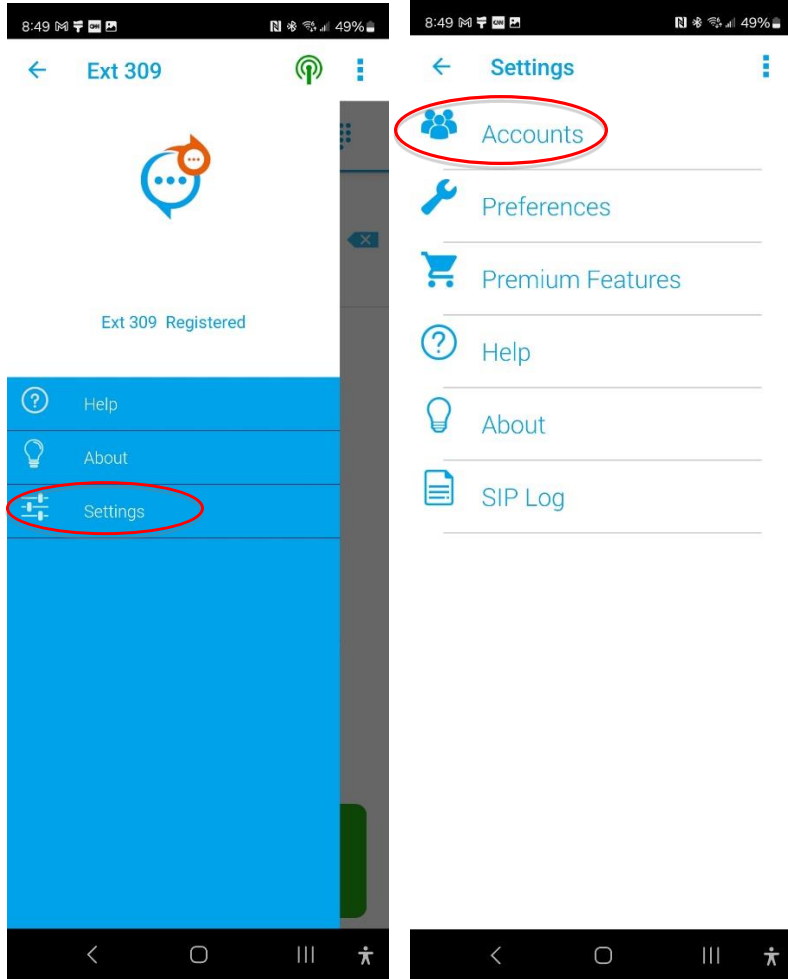 8:49 49%
Ext 309
Ext 309 Registered
Help
About
Settings
8:49 49%
Settings
Accounts
Preferences
Premium Features
Help
About
SIP Log